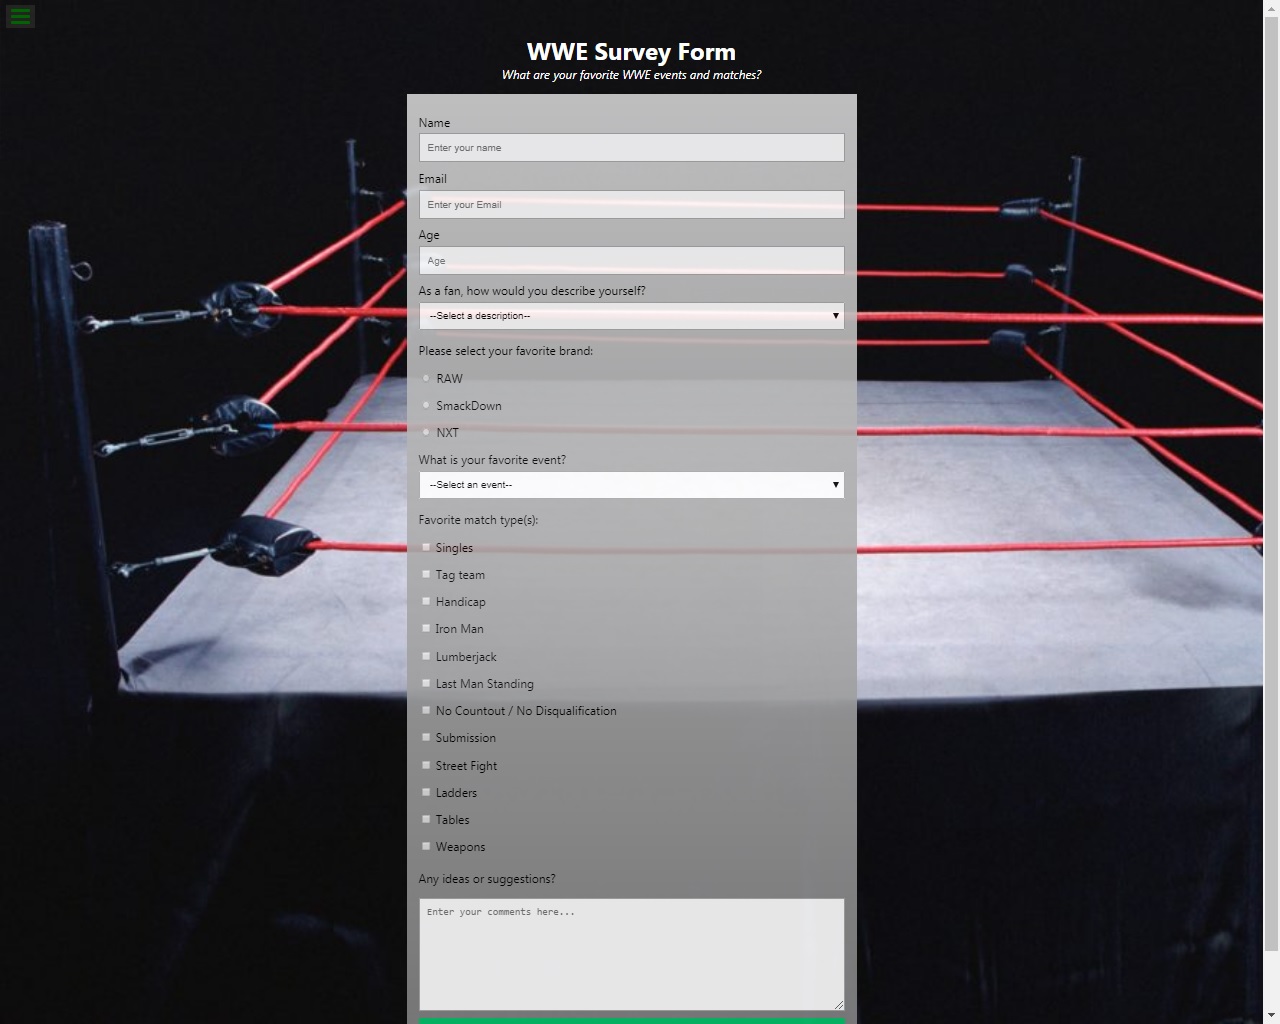 WWE Survey Form
What are your favorite WWE events and matches?
Name
Enter your name
Email
Enter your Email
Age
Age
As a fan, how would you describe yourself?
--Select a description--
Please select your favorite brand:
RAW
SmackDown
NXT
What is your favorite event?
--Select an event--
Favorite match type(s):
Singles
Tag team
Handicap
Iron Man
Lumberjack
Last Man Standing
No Countout / No Disqualification
Submission
Street Fight
Ladders
Tables
Weapons
Any ideas or suggestions?
Enter your comments here...